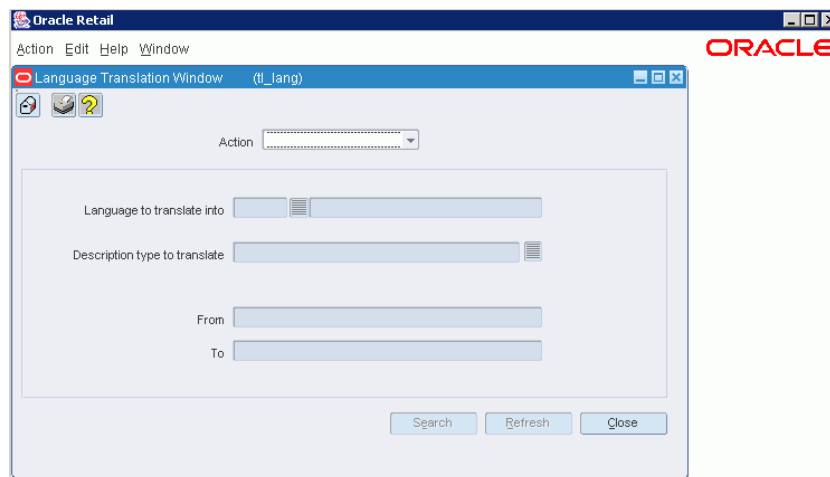 Oracle Retail
Action Edit Help Window
ORACLE
Language Translation Window (tl_lang)
Action
Language to translate into
Description type to translate
From
To
Search Refresh Close